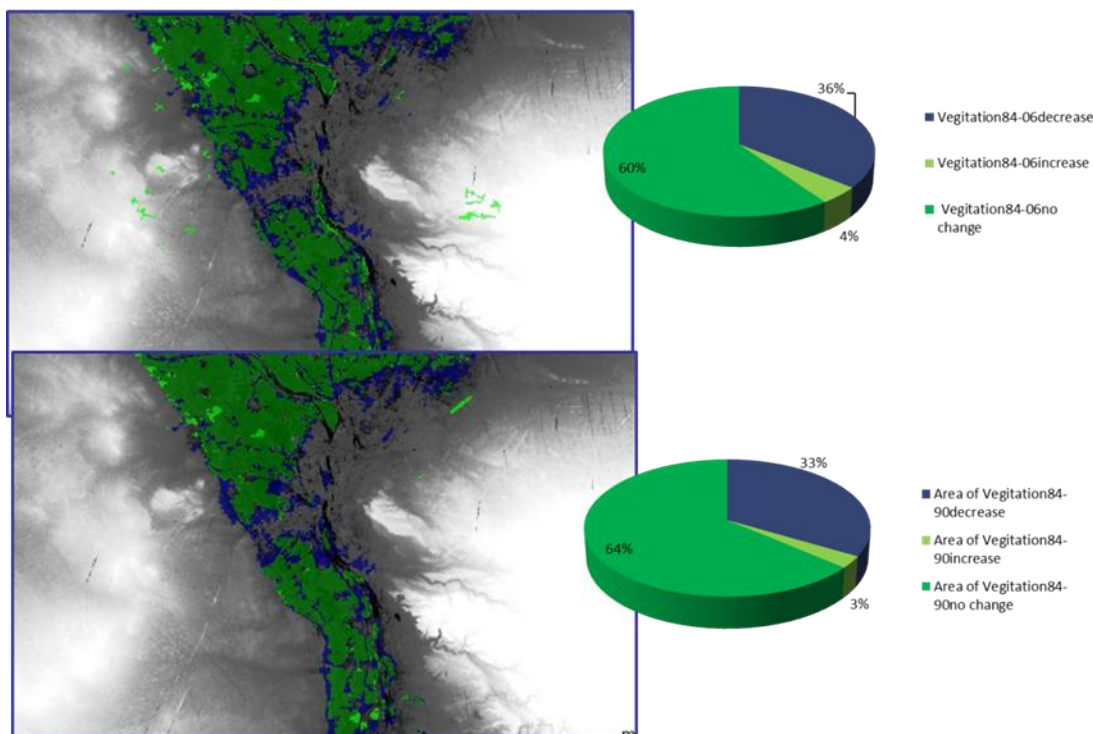 36%
60%
4%
Vegitation84-06decrease
Vegitation84-06increase
Vegitation84-06no
change
33%
64%
3%
Area of Vegitation84-
90decrease
Area of Vegitation84-
90increase
Area of Vegitation84-
90no change